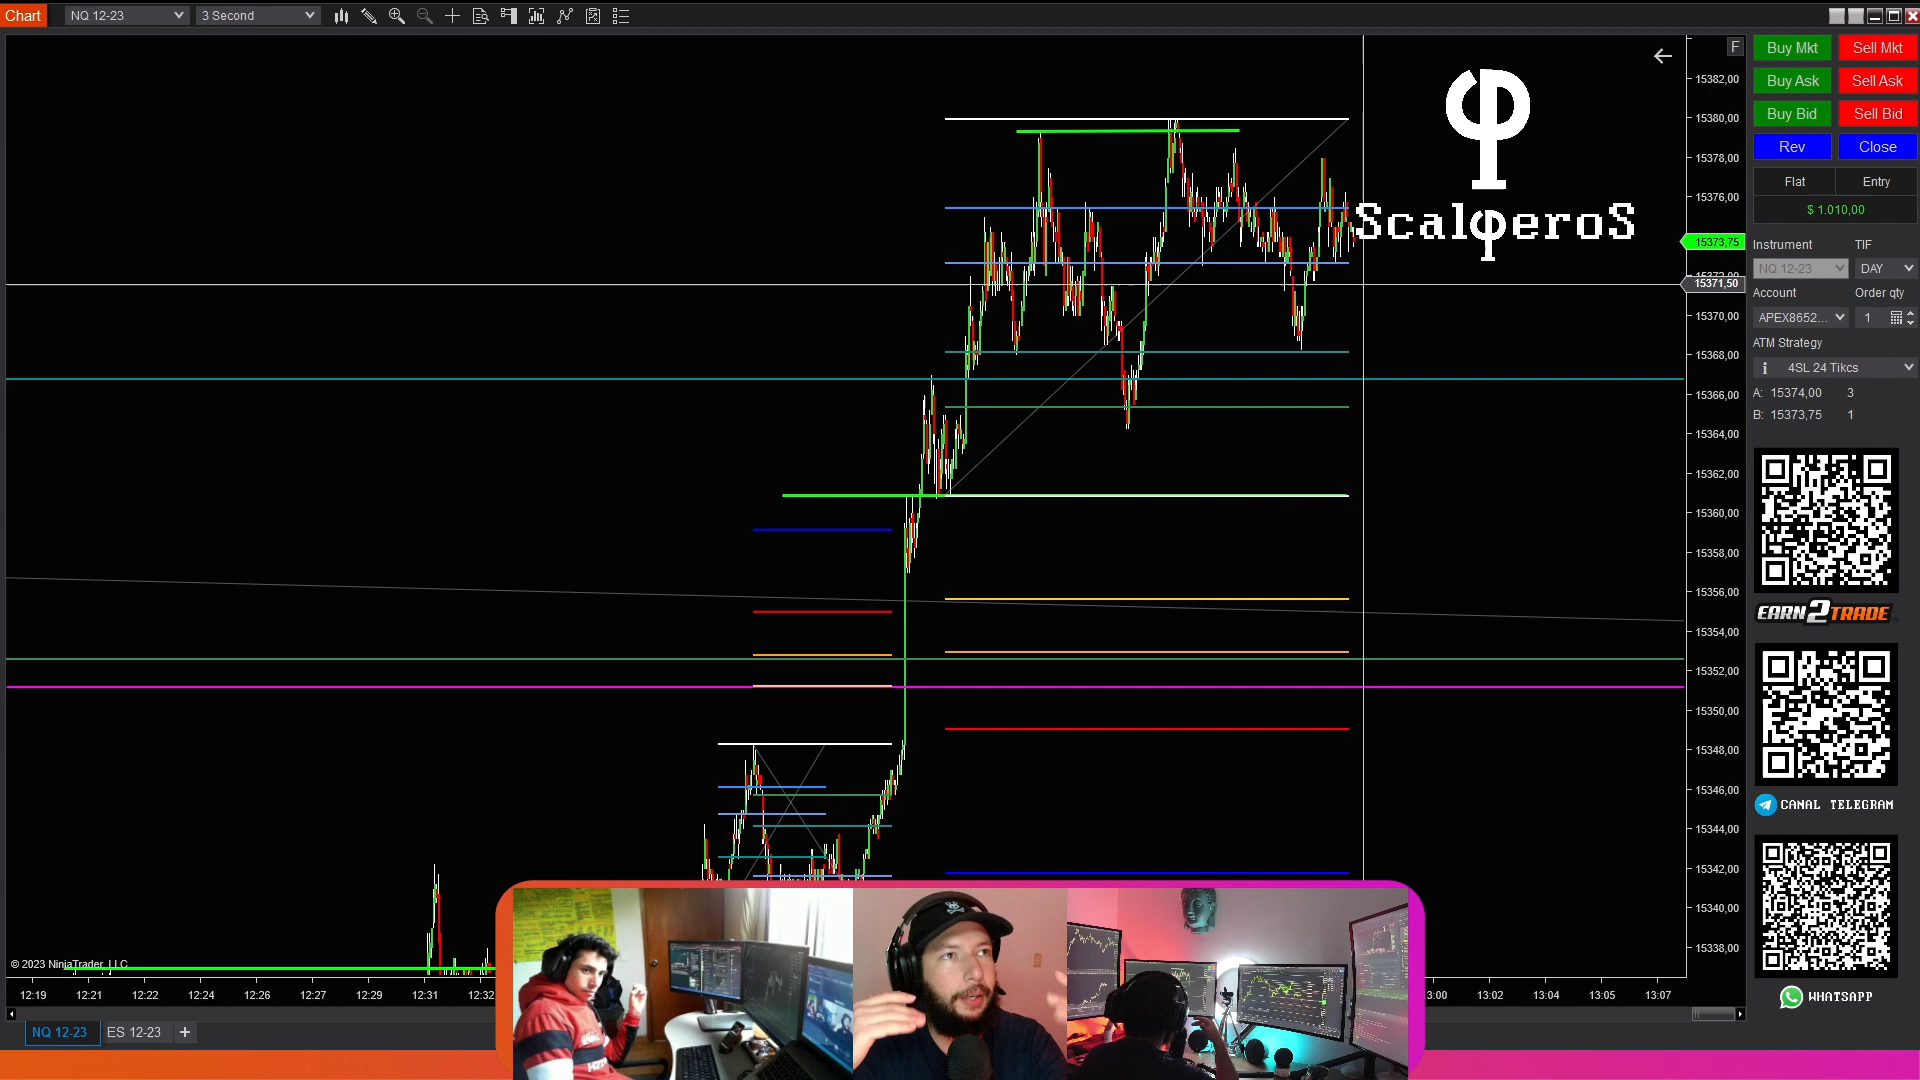 Chart
NQ 12-23
3 Second
F
Buy Mkt
Sell Mkt
Buy Ask
Sell Ask
Buy Bid
Sell Bid
Rev
Close
Flat
Entry
$ 1.010,00
Instrument
TIF
NQ 12-23
DAY
Account
Order qty
APEX8652...
1
ATM Strategy
4SL 24 Tikcs
A: 15374,00 3
B: 15373,75 1
ScalφeroS
15382,00
15380,00
15378,00
15376,00
15373,75
15372,00
15371,50
15370,00
15368,00
15366,00
15364,00
15362,00
15360,00
15358,00
15356,00
15354,00
15352,00
15350,00
15348,00
15346,00
15344,00
15342,00
15340,00
15338,00
EARN2TRADE
CANAL TELEGRAM
WHATSAPP
© 2023 NinjaTrader, LLC
12:19
12:21
12:22
12:24
12:26
12:27
12:29
12:31
12:32
3:00
13:02
13:04
13:05
13:07
NQ 12-23
ES 12-23
+